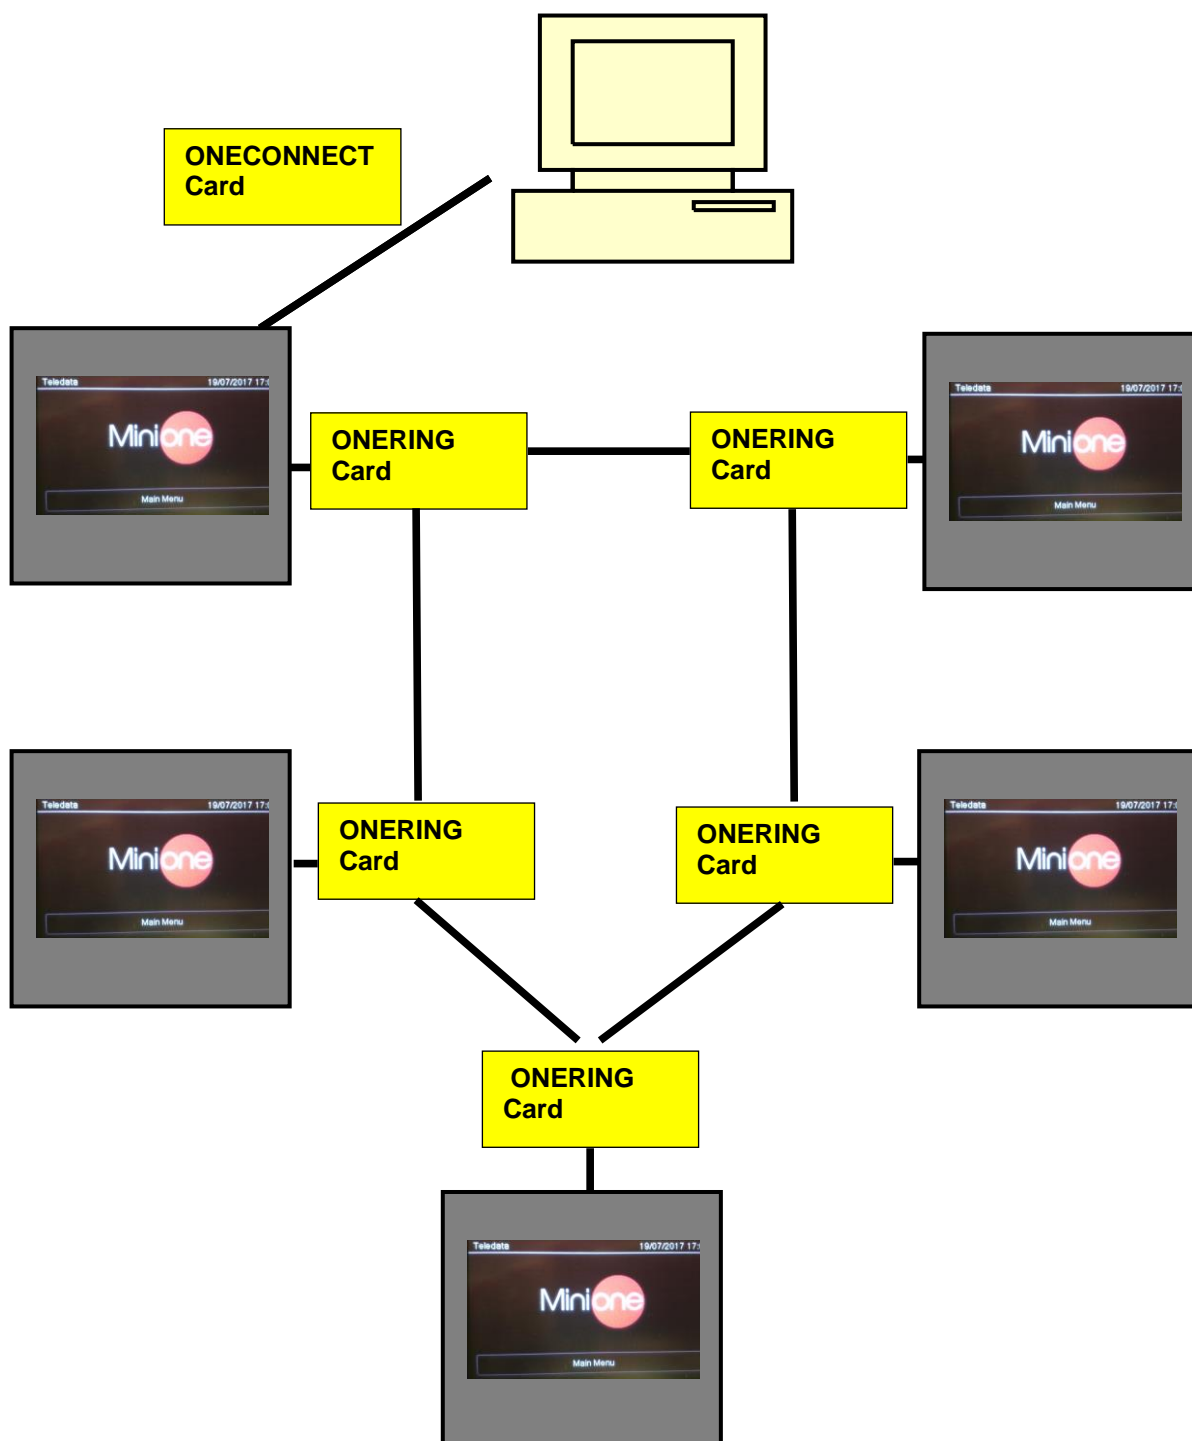 ONECONNECT
Card
Teledata 19/07/2017 17:
Minione
Main Menu
ONERING
Card
ONERING
Card
Teledata 19/07/2017 17:
Minione
Main Menu
Teledata 19/07/2017 17:
Minione
Main Menu
ONERING
Card
ONERING
Card
Teledata 19/07/2017 17:
Minione
Main Menu
ONERING
Card
Teledata 19/07/2017 17:
Minione
Main Menu